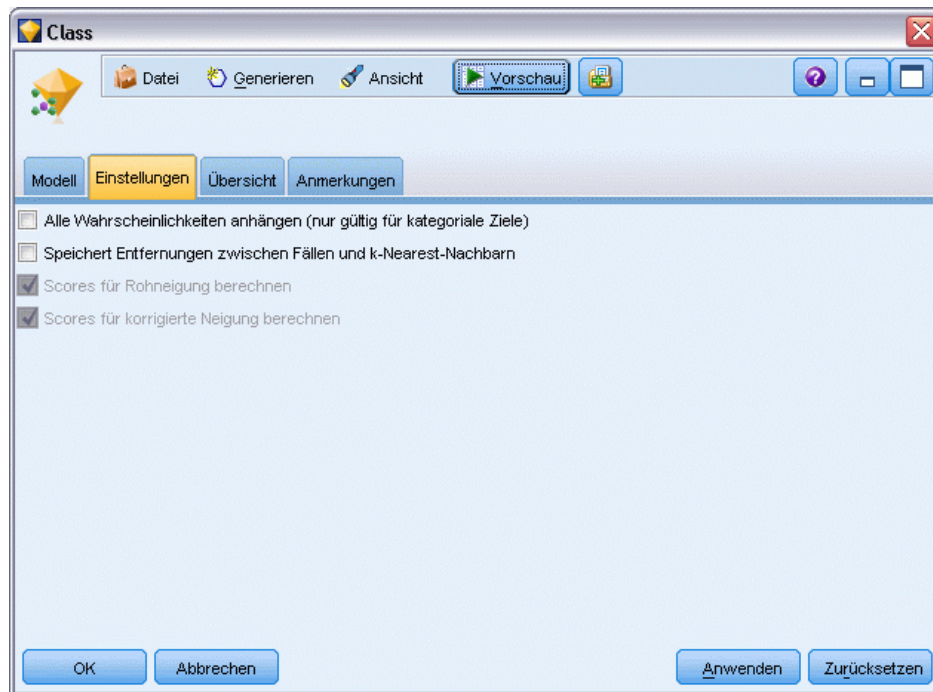 Class
Datei Generieren Ansicht Vorschau
Modell Einstellungen Übersicht Anmerkungen
Alle Wahrscheinlichkeiten anhängen (nur gültig für kategoriale Ziele)
Speichert Entfernungen zwischen Fällen und k-Nearest-Nachbarn
Scores für Rohneigung berechnen
Scores für korrigierte Neigung berechnen
OK Abbrechen Anwenden Zurücksetzen